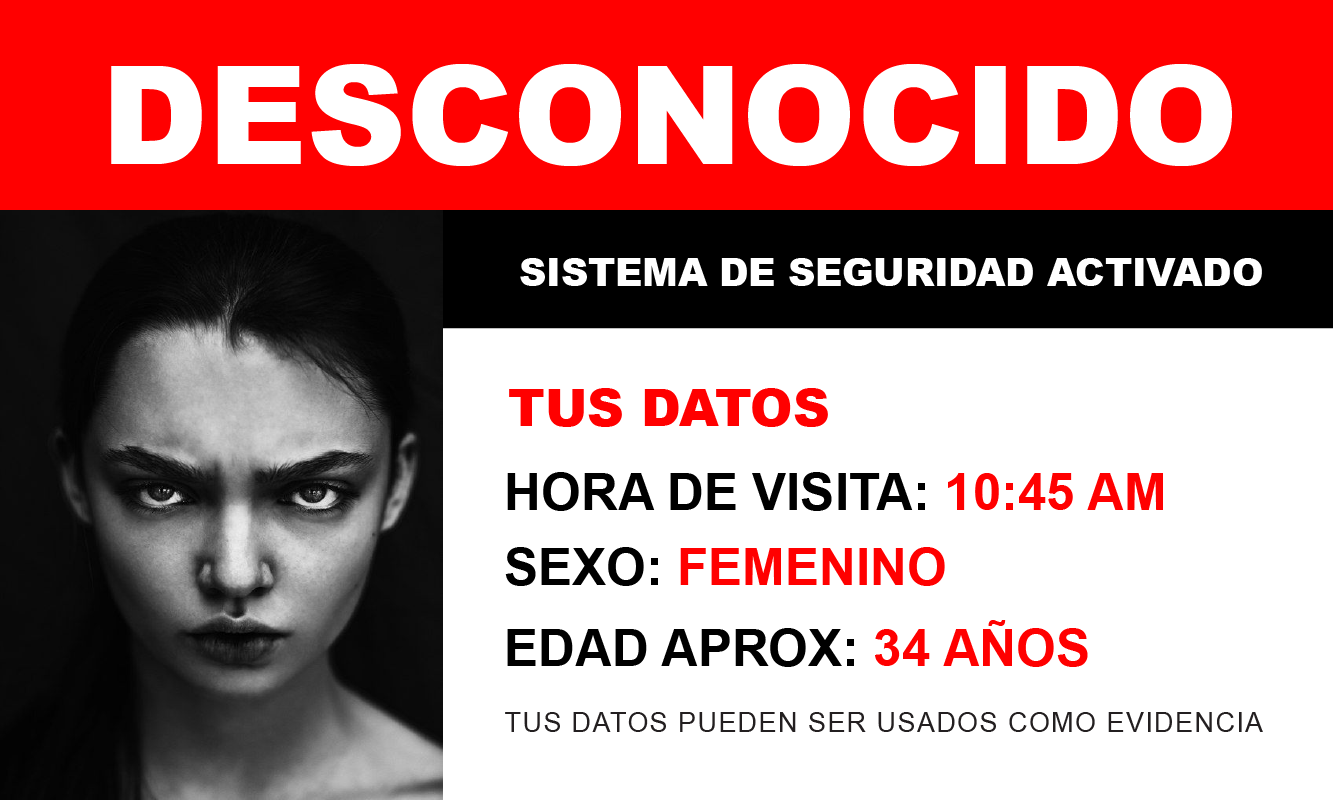 DESCONOCIDO
SISTEMA DE SEGURIDAD ACTIVADO
TUS DATOS
HORA DE VISITA: 10:45 AM
SEXO: FEMENINO
EDAD APROX: 34 AÑOS
TUS DATOS PUEDEN SER USADOS COMO EVIDENCIA